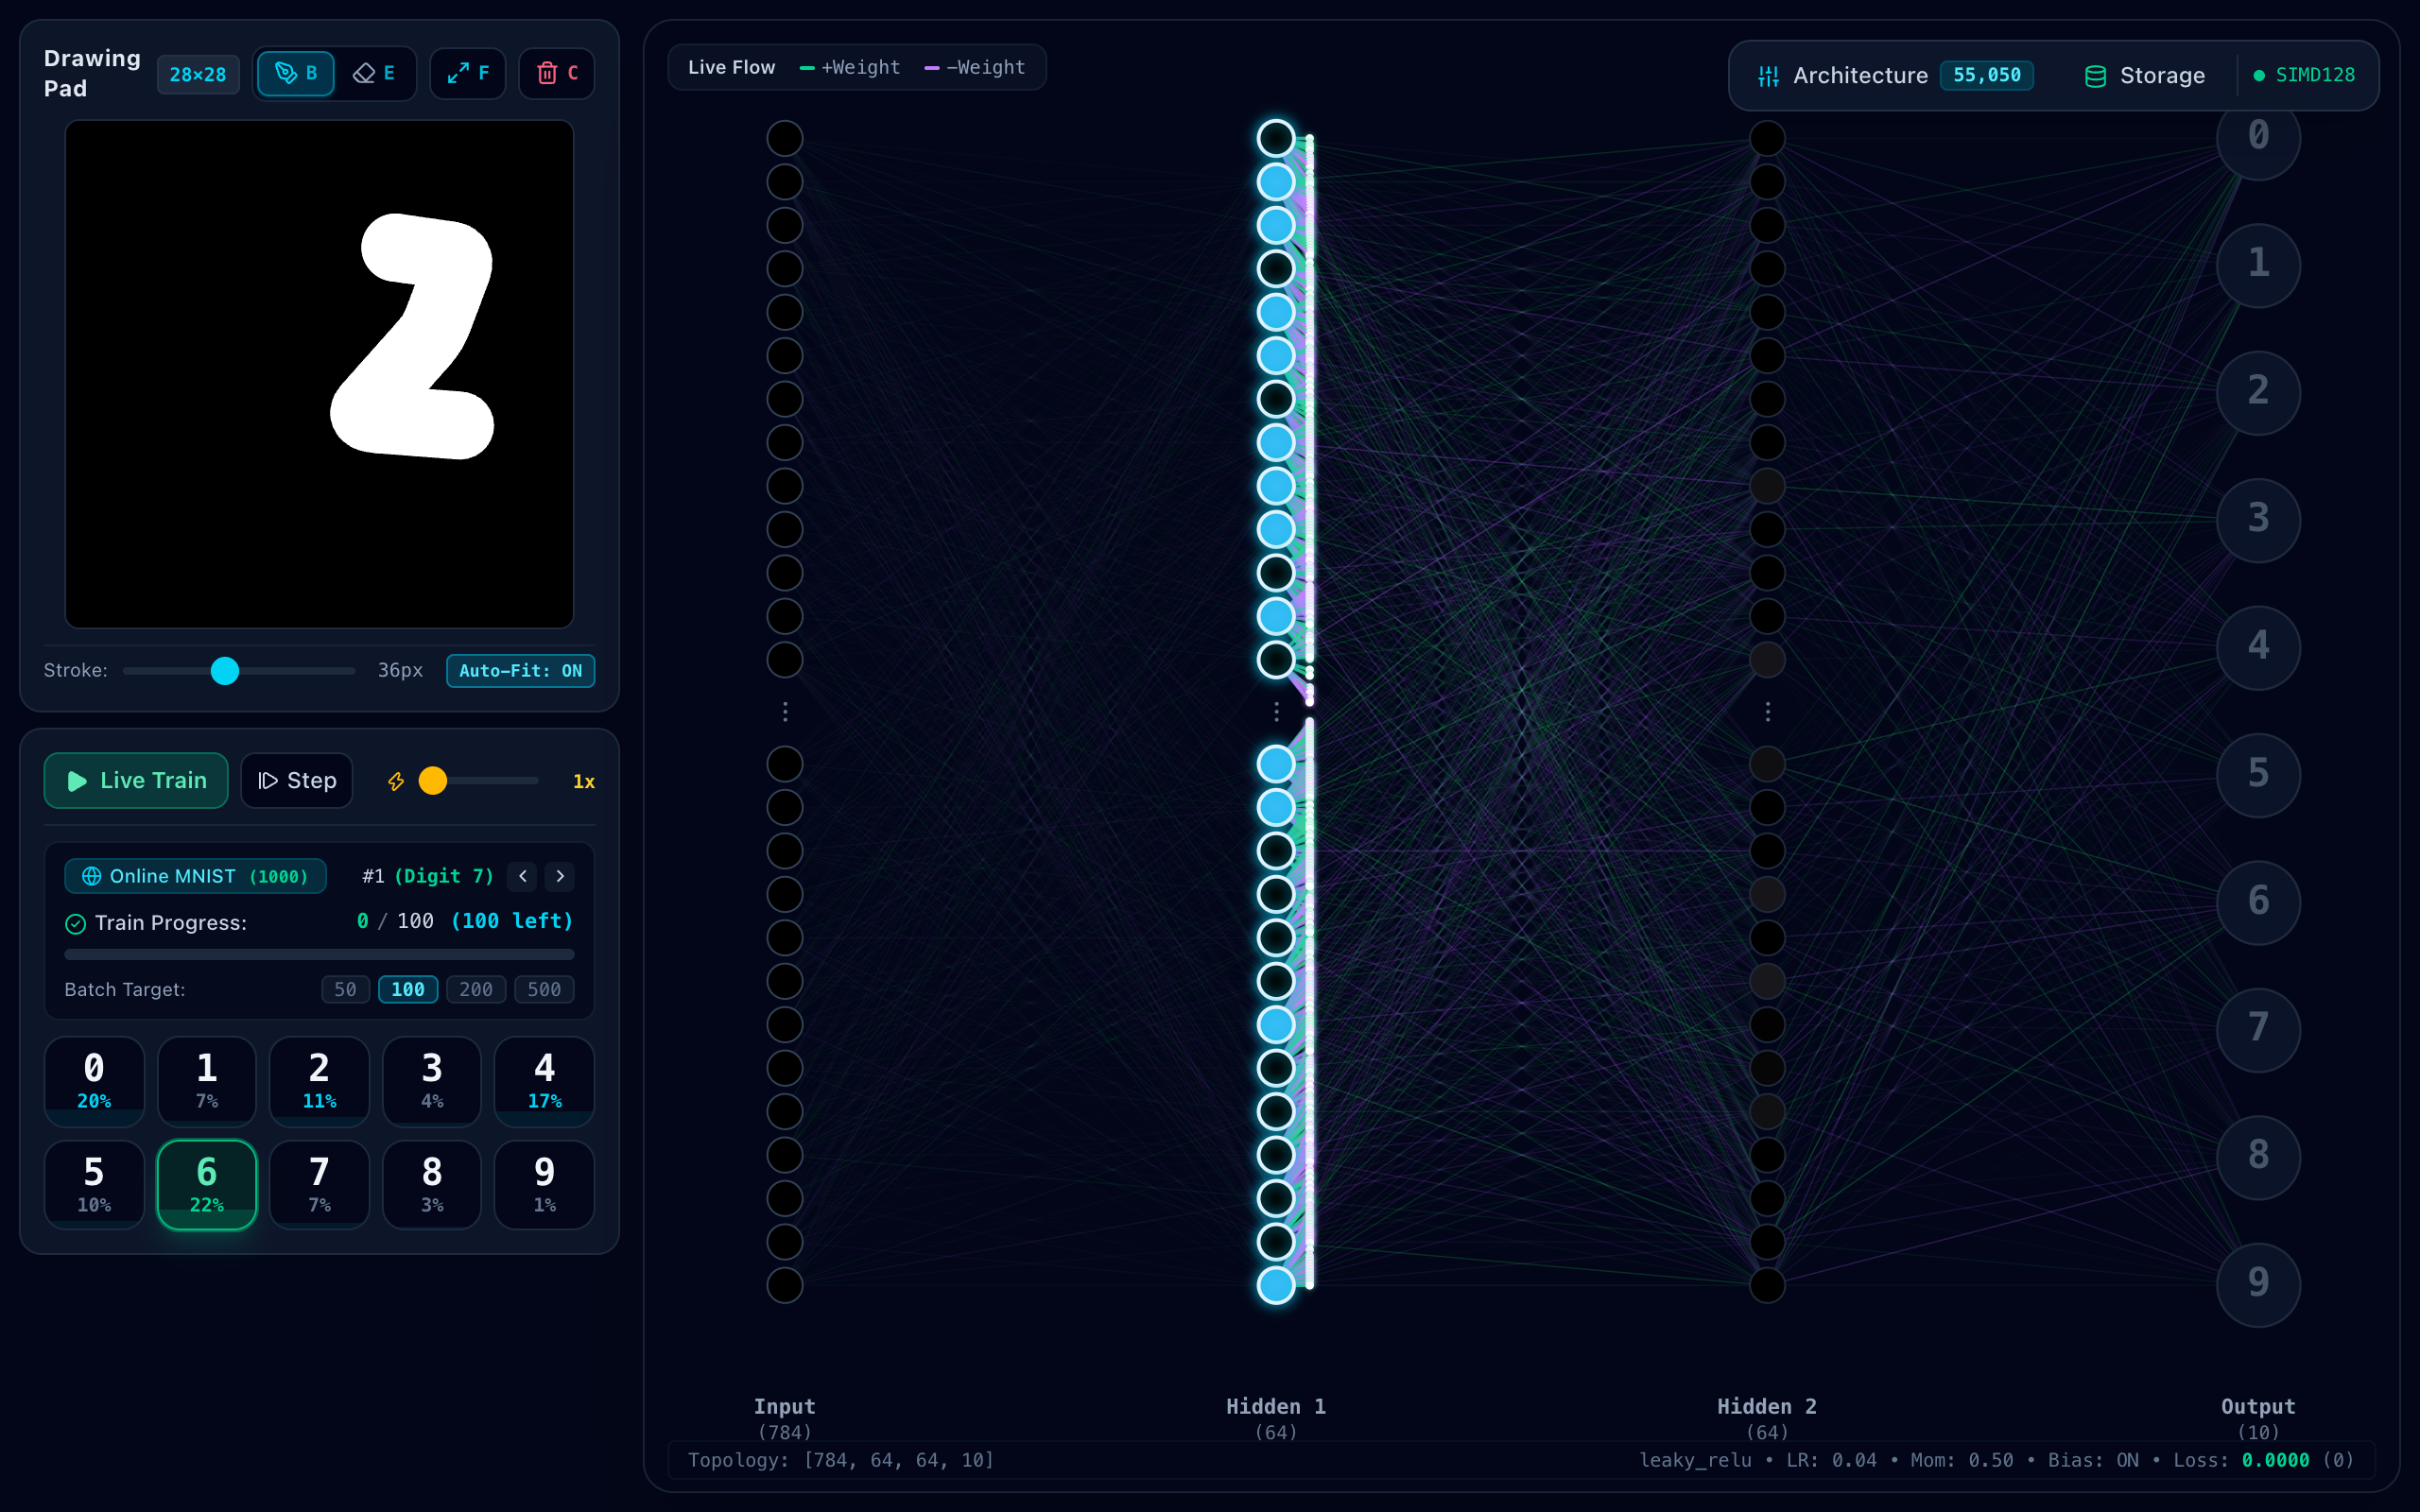 Drawing Pad 28×28 B E F C
2
Stroke: 36px Auto-Fit: ON
Live Train Step 1x
Online MNIST (1000) #1 (Digit 7)
Train Progress: 0 / 100 (100 left)
Batch Target: 50 100 200 500
0 1 2 3 4
20% 7% 11% 4% 17%
5 6 7 8 9
10% 22% 7% 3% 1%
Live Flow +Weight −Weight
Architecture 55,050 Storage SIMD128
0
1
2
3
4
5
6
7
8
9
Input Hidden 1 Hidden 2 Output
(784) (64) (64) (10)
Topology: [784, 64, 64, 10] leaky_relu • LR: 0.04 • Mom: 0.50 • Bias: ON • Loss: 0.0000 (0)